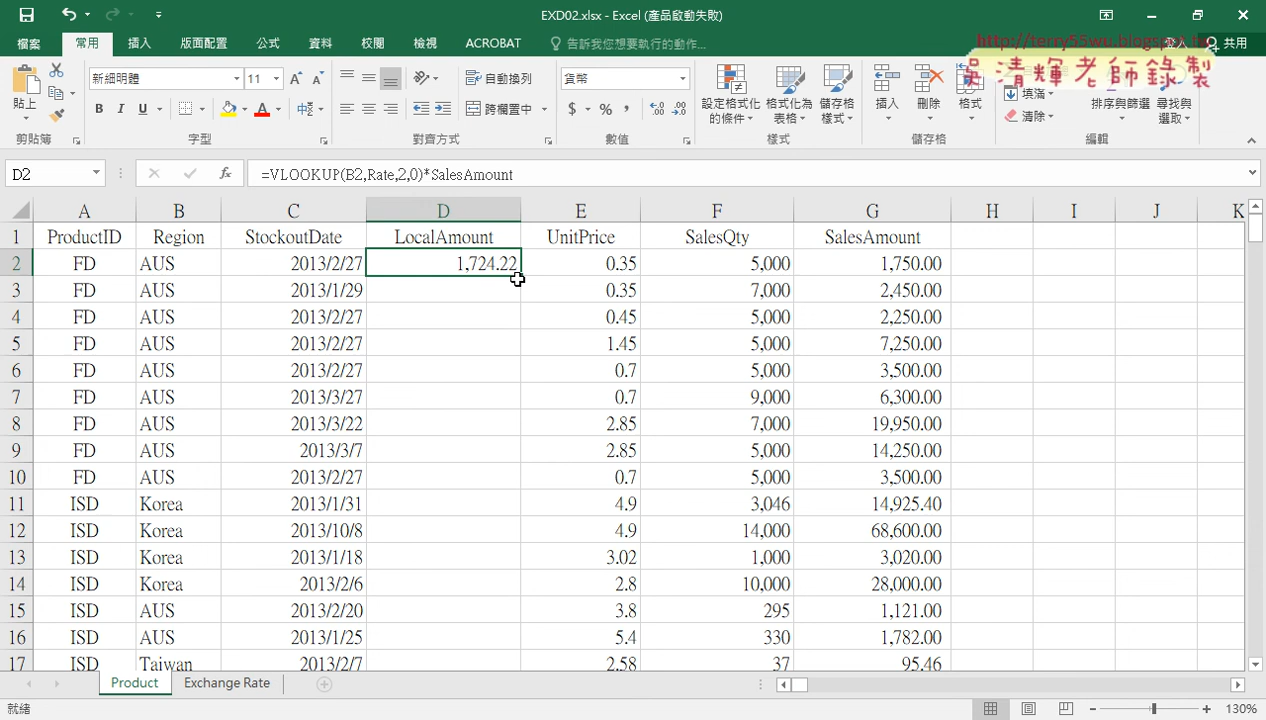 EXD02.xlsx - Excel (產品啟動失敗)
http://terry55wu.blogspot.tw
吳清輝老師錄製
檔案 常用 插入 版面配置 公式 資料 校閱 檢視 ACROBAT 告訴我您想要執行的動作... 登入 共用
貼上 新細明體 11 自動換列 貨幣 設定格式化的條件 格式化為表格 儲存格樣式 插入 刪除 格式 填滿 排序與篩選 尋找與選取
B I U A 中 跨欄置中 $ % , 清除
剪貼簿 字型 對齊方式 數值 樣式 儲存格 編輯
D2 fx =VLOOKUP(B2,Rate,2,0)*SalesAmount
A B C D E F G H I J K
1 ProductID Region StockoutDate LocalAmount UnitPrice SalesQty SalesAmount
2 FD AUS 2013/2/27 1,724.22 0.35 5,000 1,750.00
3 FD AUS 2013/1/29 0.35 7,000 2,450.00
4 FD AUS 2013/2/27 0.45 5,000 2,250.00
5 FD AUS 2013/2/27 1.45 5,000 7,250.00
6 FD AUS 2013/2/27 0.7 5,000 3,500.00
7 FD AUS 2013/3/27 0.7 9,000 6,300.00
8 FD AUS 2013/3/22 2.85 7,000 19,950.00
9 FD AUS 2013/3/7 2.85 5,000 14,250.00
10 FD AUS 2013/2/27 0.7 5,000 3,500.00
11 ISD Korea 2013/1/31 4.9 3,046 14,925.40
12 ISD Korea 2013/10/8 4.9 14,000 68,600.00
13 ISD Korea 2013/1/18 3.02 1,000 3,020.00
14 ISD Korea 2013/2/6 2.8 10,000 28,000.00
15 ISD AUS 2013/2/20 3.8 295 1,121.00
16 ISD AUS 2013/1/25 5.4 330 1,782.00
17 ISD Taiwan 2013/2/7 2.58 37 95.46
Product Exchange Rate
就緒 130%